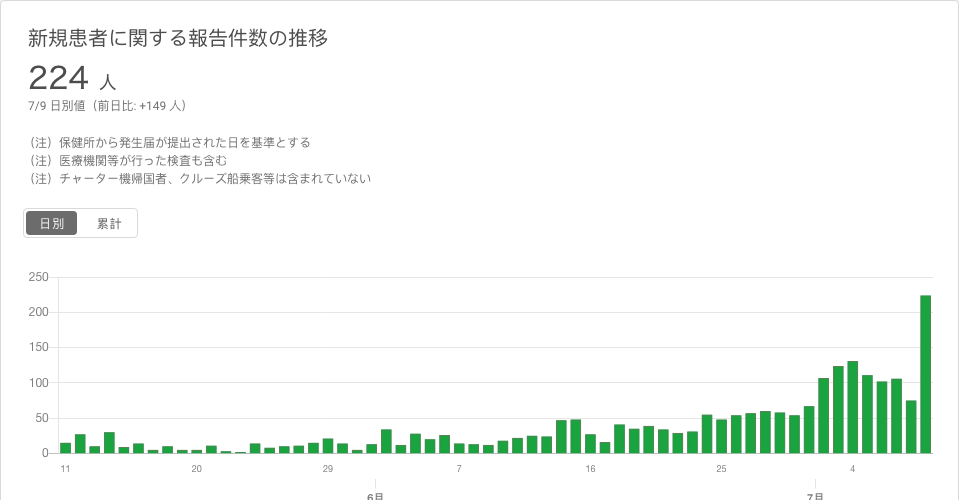 新規患者に関する報告件数の推移
224 人
7/9 日別値（前日比: +149 人）
（注）保健所から発生届が提出された日を基準とする
（注）医療機関等が行った検査も含む
（注）チャーター機帰国者、クルーズ船乗客等は含まれていない
日別 累計
250
200
150
100
50
0
11 20 29 7 16 25 4
6月 7月